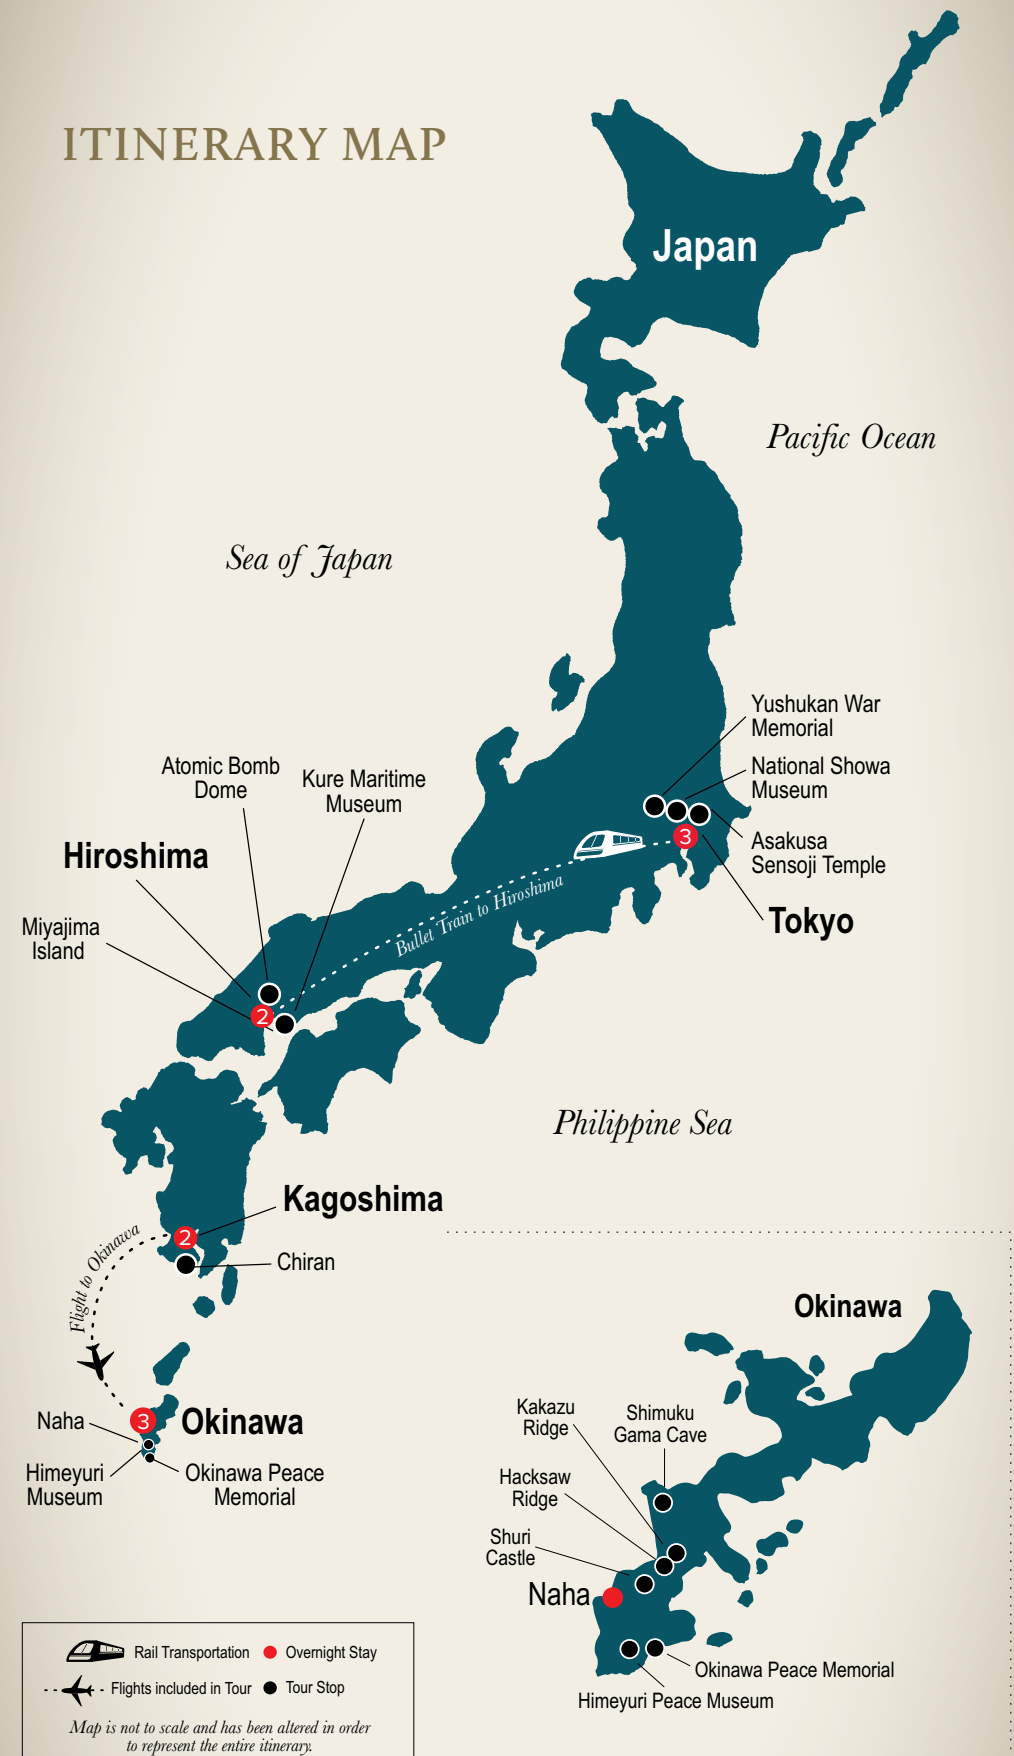 ITINERARY MAP
Japan
Pacific Ocean
Sea of Japan
Yushukan War
Memorial
National Showa
Museum
Asakusa
Sensoji Temple
3
Tokyo
Atomic Bomb
Dome
Kure Maritime
Museum
Hiroshima
Miyajima
Island
Bullet Train to Hiroshima
2
Philippine Sea
Kagoshima
2
Chiran
Flight to Okinawa
3
Okinawa
Naha
Himeyuri
Museum
Okinawa Peace
Memorial
Okinawa
Kakazu
Ridge
Shimuku
Gama Cave
Hacksaw
Ridge
Shuri
Castle
Naha
Okinawa Peace Memorial
Himeyuri Peace Museum
Rail Transportation
Overnight Stay
Flights included in Tour
Tour Stop
Map is not to scale and has been altered in order
to represent the entire itinerary.